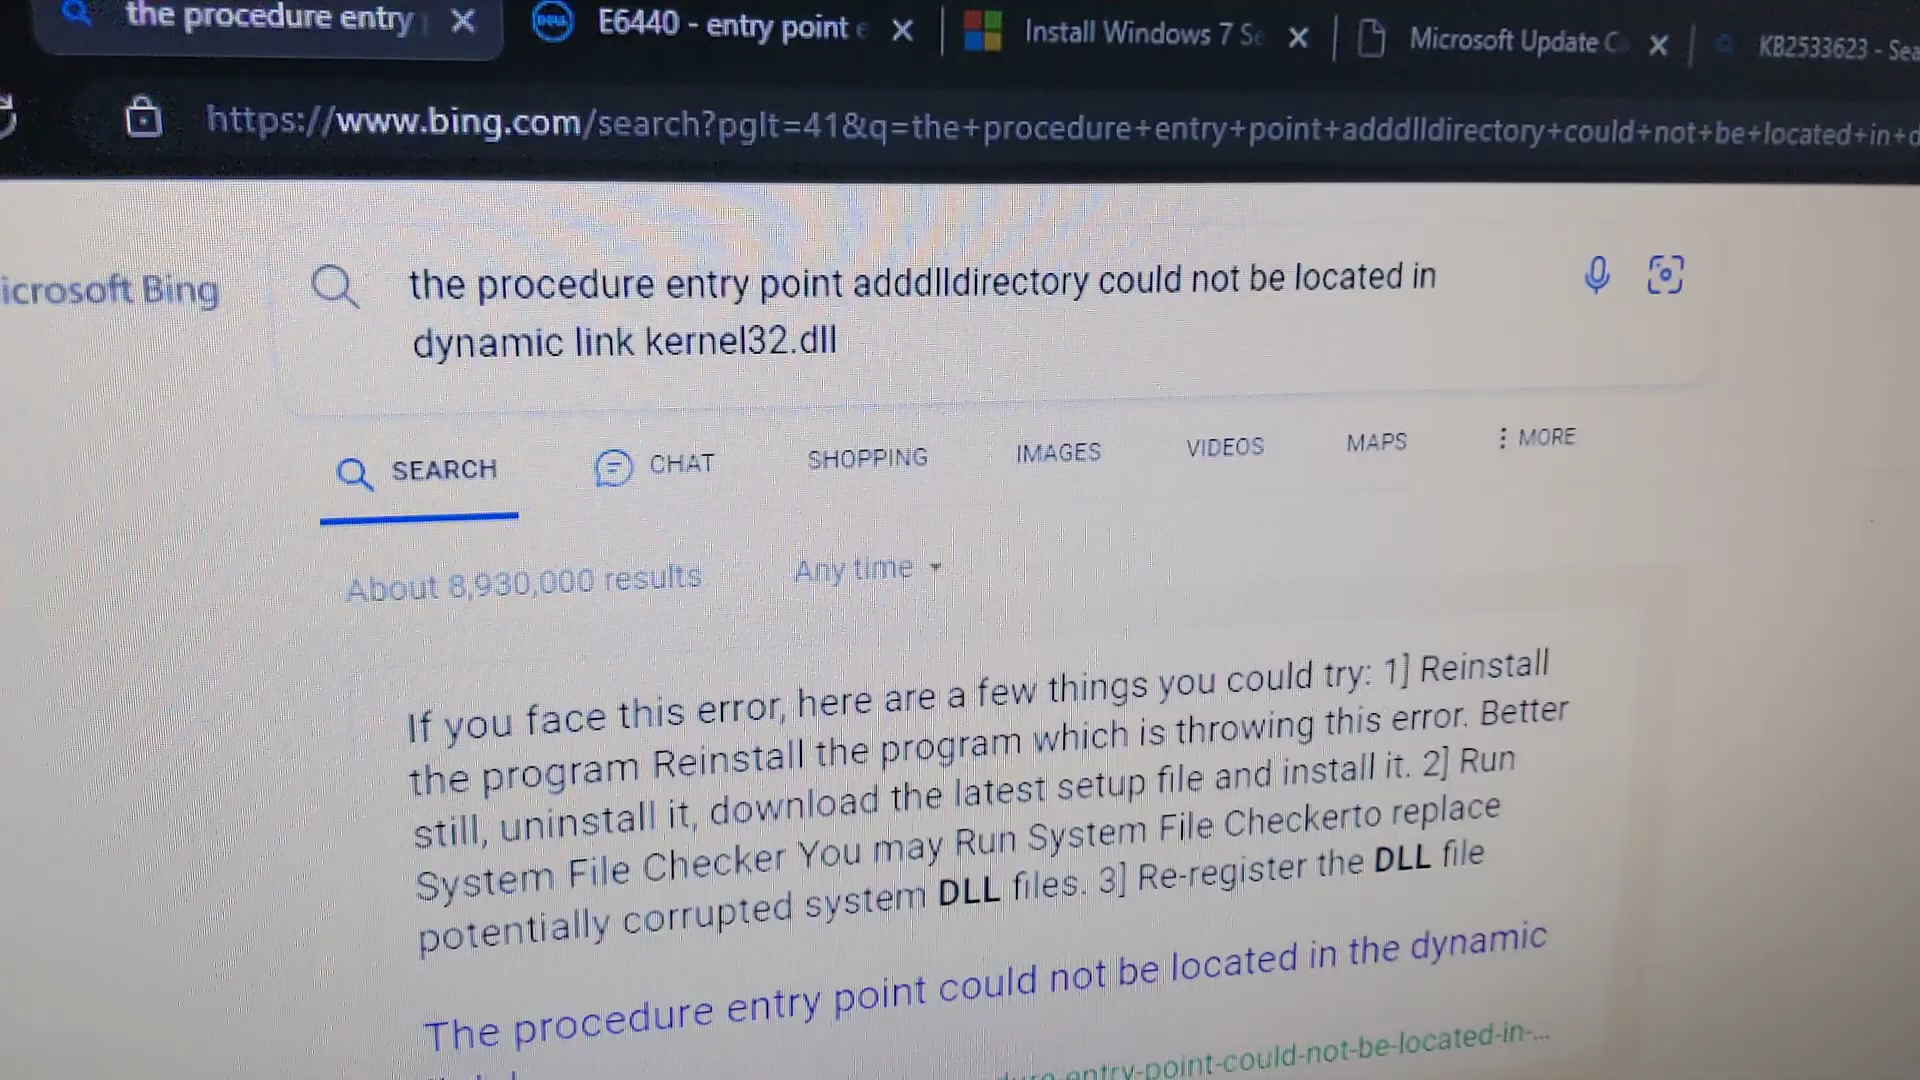 the procedure entry
E6440 - entry point e
Install Windows 7 Se
Microsoft Update Ca
KB2533623 - Sea
https://www.bing.com/search?pglt=41&q=the+procedure+entry+point+adddlldirectory+could+not+be+located+in+d
icrosoft Bing
the procedure entry point adddlldirectory could not be located in
dynamic link kernel32.dll
SEARCH
CHAT
SHOPPING
IMAGES
VIDEOS
MAPS
MORE
About 8,930,000 results
Any time
If you face this error, here are a few things you could try: 1] Reinstall
the program Reinstall the program which is throwing this error. Better
still, uninstall it, download the latest setup file and install it. 2] Run
System File Checker You may Run System File Checkerto replace
potentially corrupted system DLL files. 3] Re-register the DLL file
The procedure entry point could not be located in the dynamic
entry-point-could-not-be-located-in-...